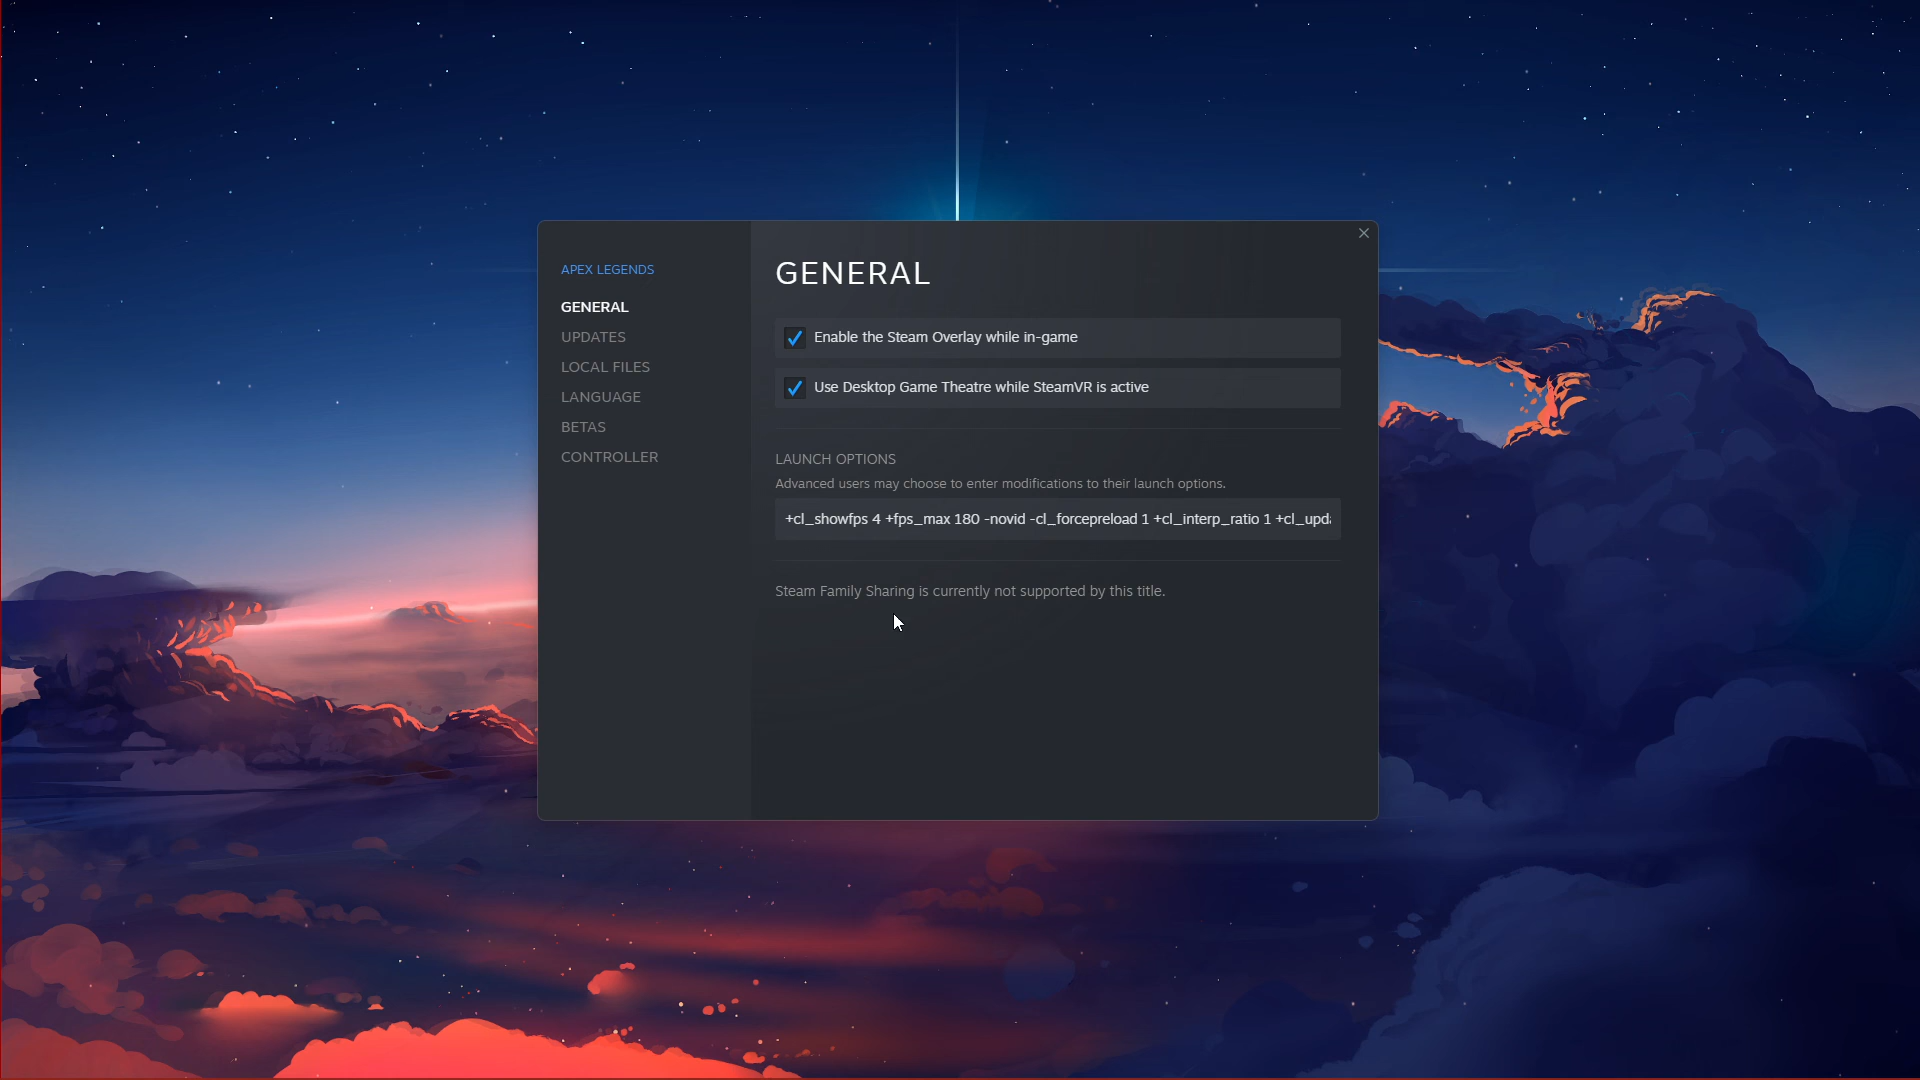 APEX LEGENDS
GENERAL
UPDATES
LOCAL FILES
LANGUAGE
BETAS
CONTROLLER
GENERAL
Enable the Steam Overlay while in-game
Use Desktop Game Theatre while SteamVR is active
LAUNCH OPTIONS
Advanced users may choose to enter modifications to their launch options.
+cl_showfps 4 +fps_max 180 -novid -cl_forcepreload 1 +cl_interp_ratio 1
Steam Family Sharing is currently not supported by this title.